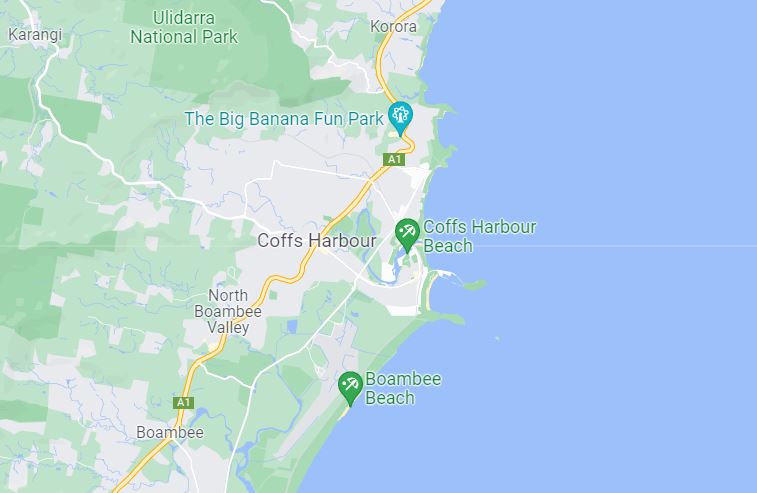 Ulidarra
National Park
Korora
Karangi
The Big Banana Fun Park
A1
Coffs Harbour
Beach
Coffs Harbour
North
Boambee
Valley
Boambee
Beach
A1
Boambee